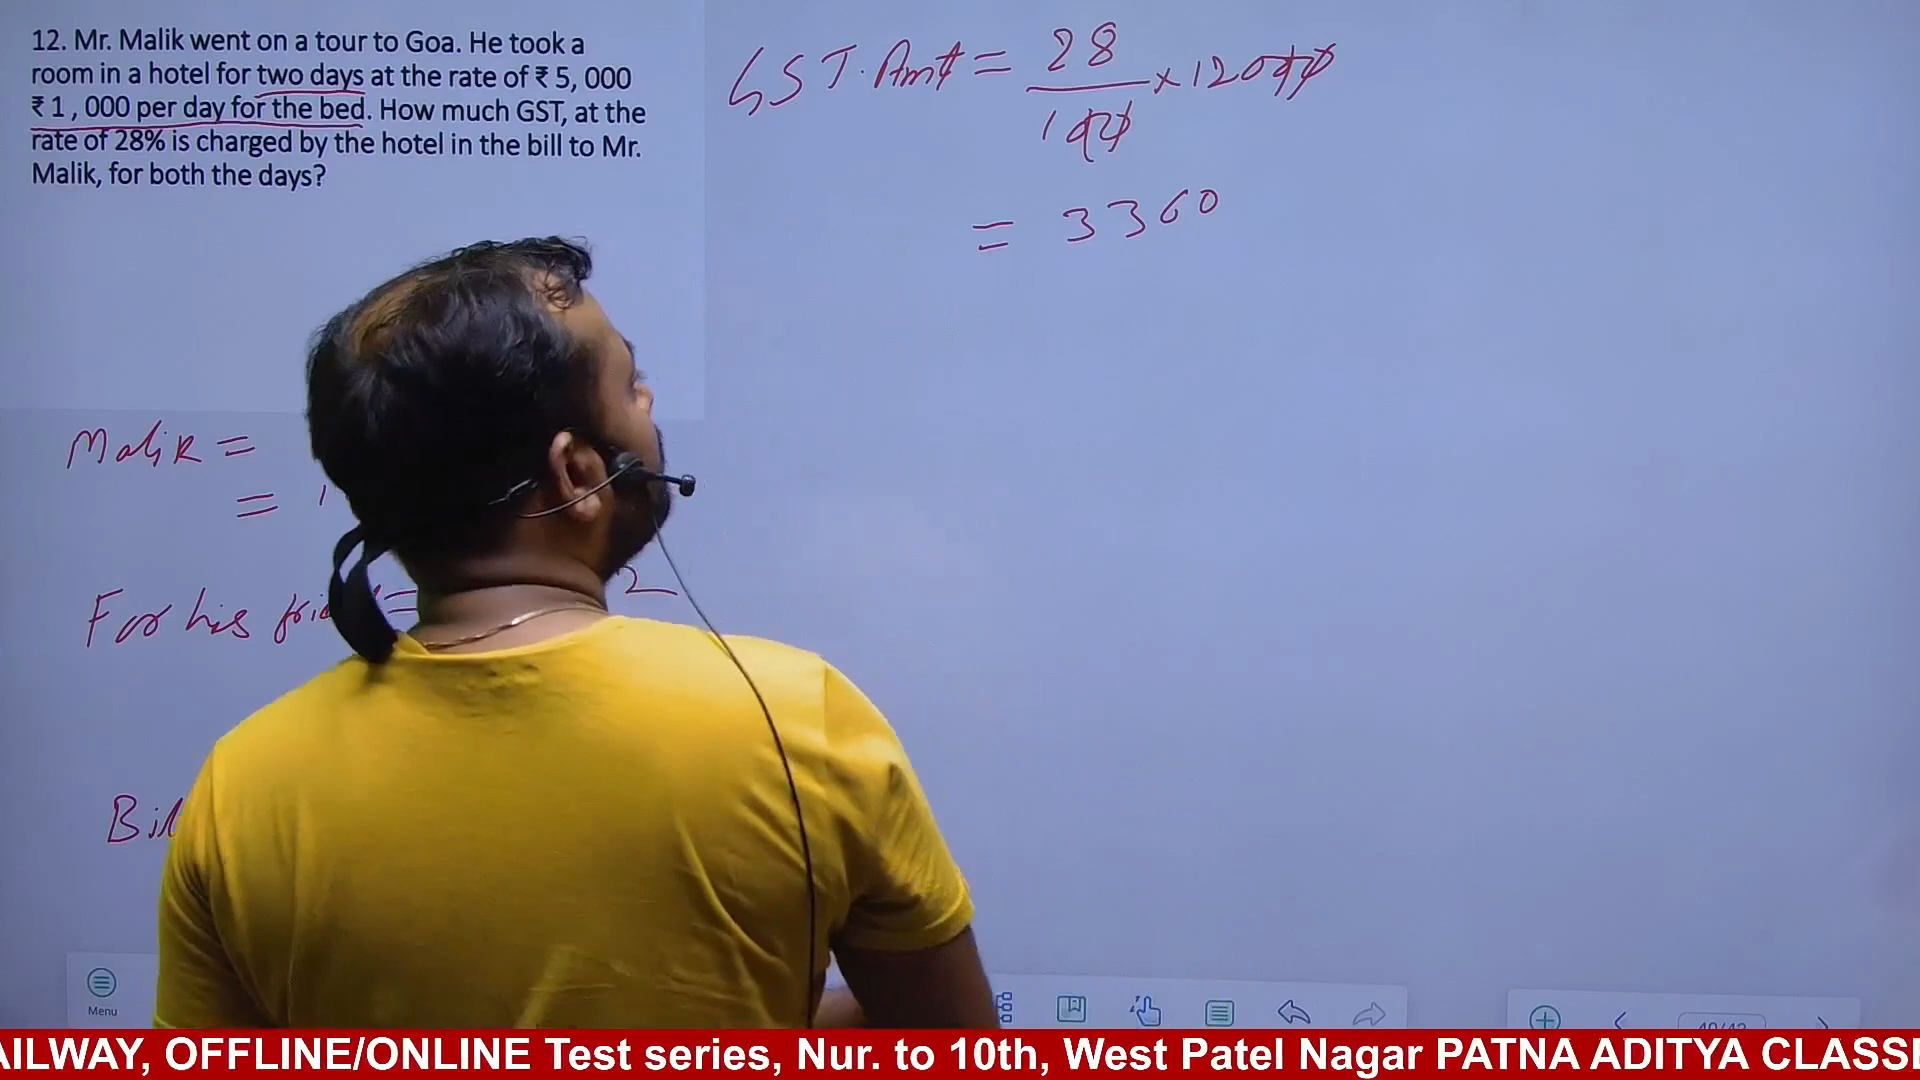 12. Mr. Malik went on a tour to Goa. He took a
room in a hotel for two days at the rate of ₹ 5, 000
₹ 1 , 000 per day for the bed. How much GST, at the
rate of 28% is charged by the hotel in the bill to Mr.
Malik, for both the days?
GST. Amt = 28/100 × 12000
= 3360
Malik =
=
For his =
2
Bil
Menu
40/42
AILWAY, OFFLINE/ONLINE Test series, Nur. to 10th, West Patel Nagar PATNA ADITYA CLASS